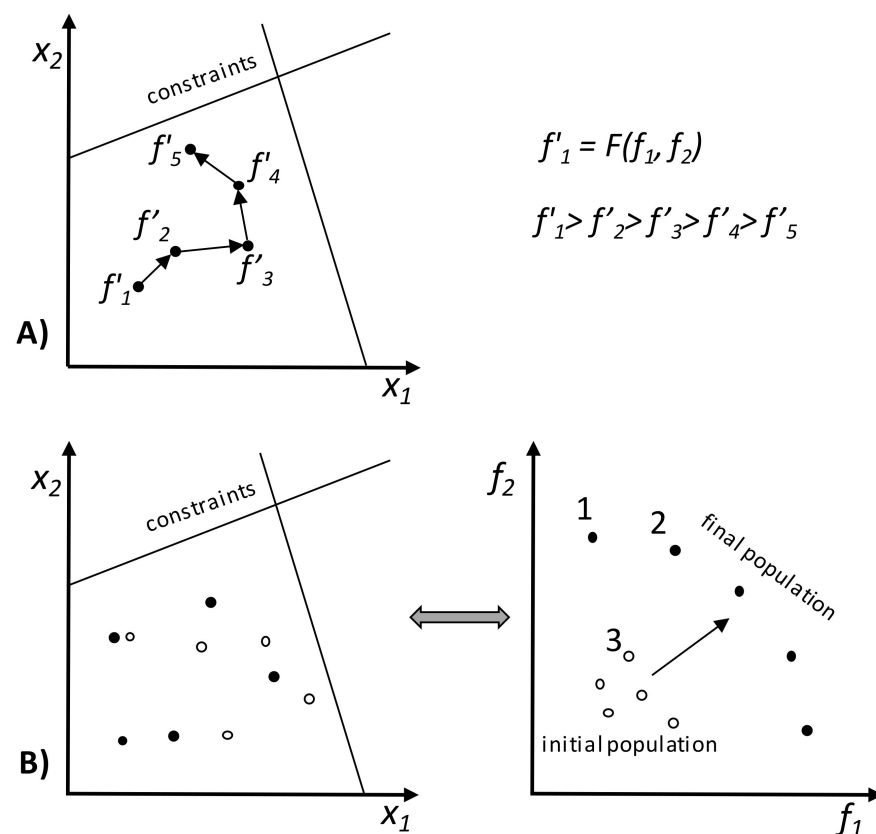 x₂
constraints
f'₅
f'₄
f’₂
f’₃
f'₁
A)
x₁
f'₁ = F(f₁, f₂)
f'₁> f’₂> f’₃> f’₄> f’₅
x₂
constraints
B)
x₁
f₂
1
2
final population
3
initial population
f₁